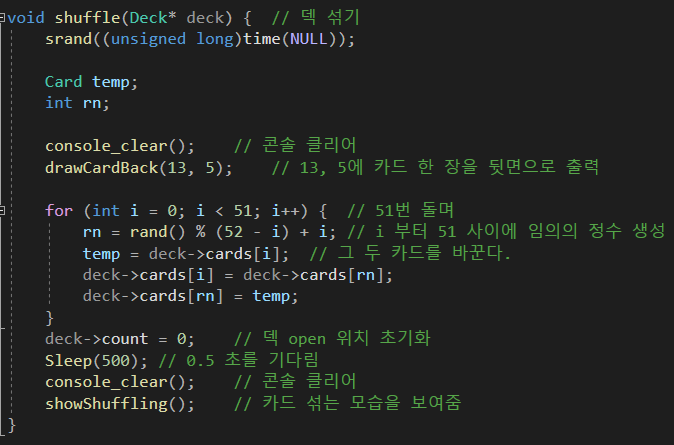 void shuffle(Deck* deck) {  // 덱 섞기
    srand((unsigned long)time(NULL));
    Card temp;
    int rn;
    console_clear();    // 콘솔 클리어
    drawCardBack(13, 5);    // 13, 5에 카드 한 장을 뒷면으로 출력
    for (int i = 0; i < 51; i++) {  // 51번 돌며
        rn = rand() % (52 - i) + i; // i 부터 51 사이에 임의의 정수 생성
        temp = deck->cards[i];  // 그 두 카드를 바꾼다.
        deck->cards[i] = deck->cards[rn];
        deck->cards[rn] = temp;
    }
    deck->count = 0;    // 덱 open 위치 초기화
    Sleep(500); // 0.5 초를 기다림
    console_clear();    // 콘솔 클리어
    showShuffling();    // 카드 섞는 모습을 보여줌
}